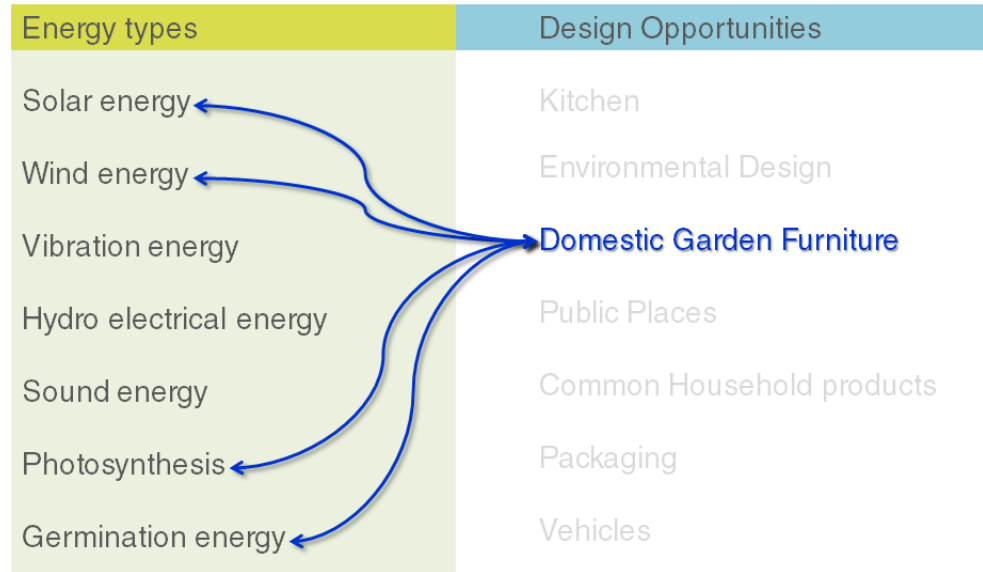 Energy types
Design Opportunities
Solar energy
Kitchen
Wind energy
Environmental Design
Vibration energy
Domestic Garden Furniture
Hydro electrical energy
Public Places
Sound energy
Common Household products
Photosynthesis
Packaging
Germination energy
Vehicles